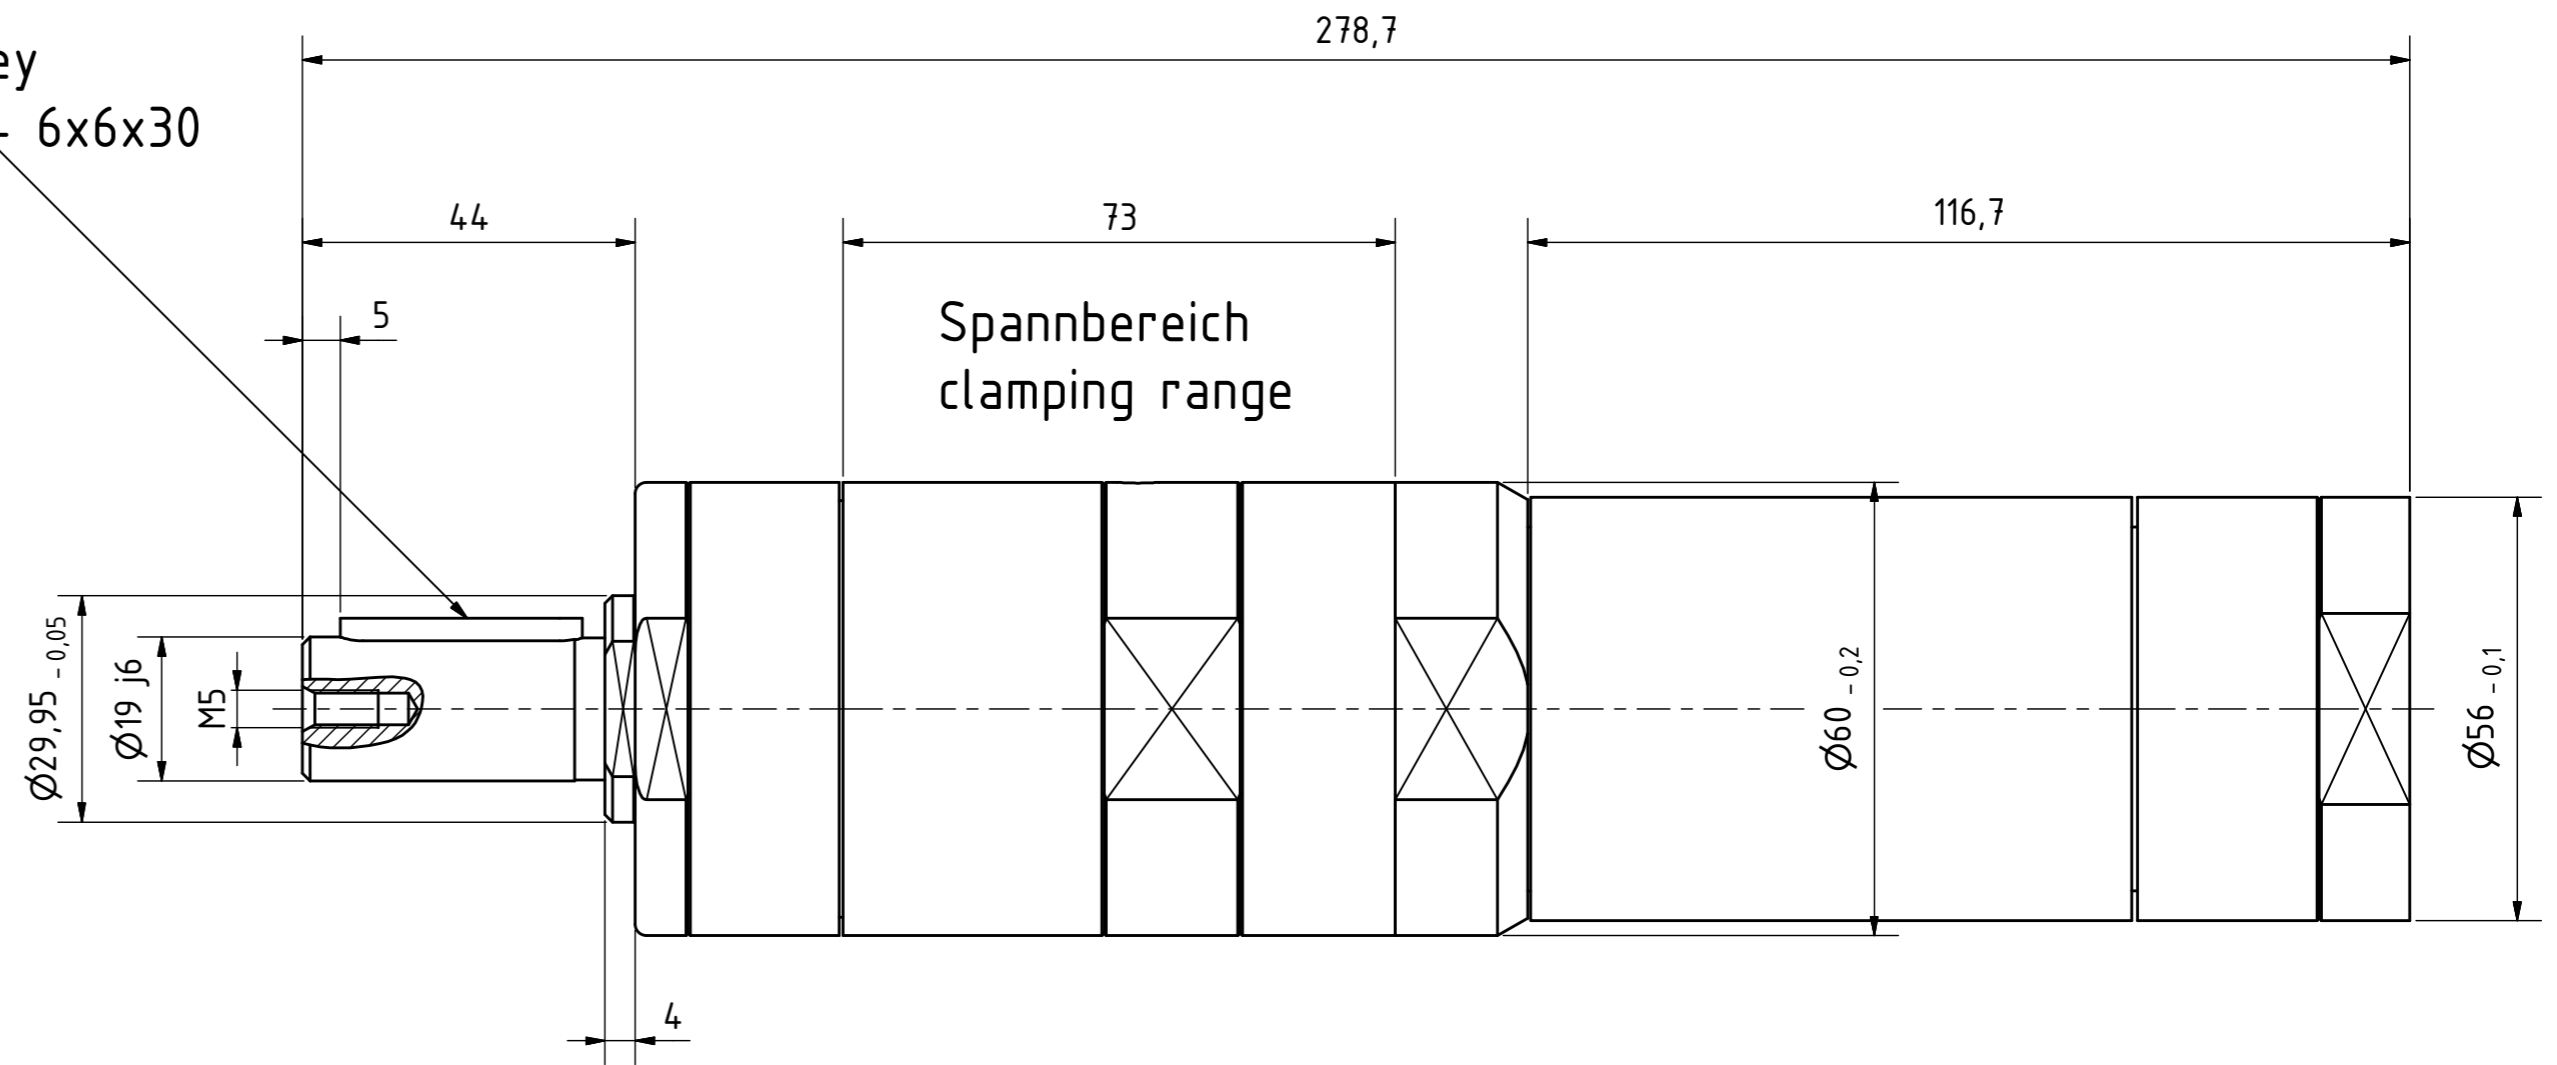 278,7
ey
- 6x6x30
44
73
116,7
5
Spannbereich
clamping range
Ø29,95 - 0,05
Ø19 j6
M5
Ø60 - 0,2
Ø56 - 0,1
4